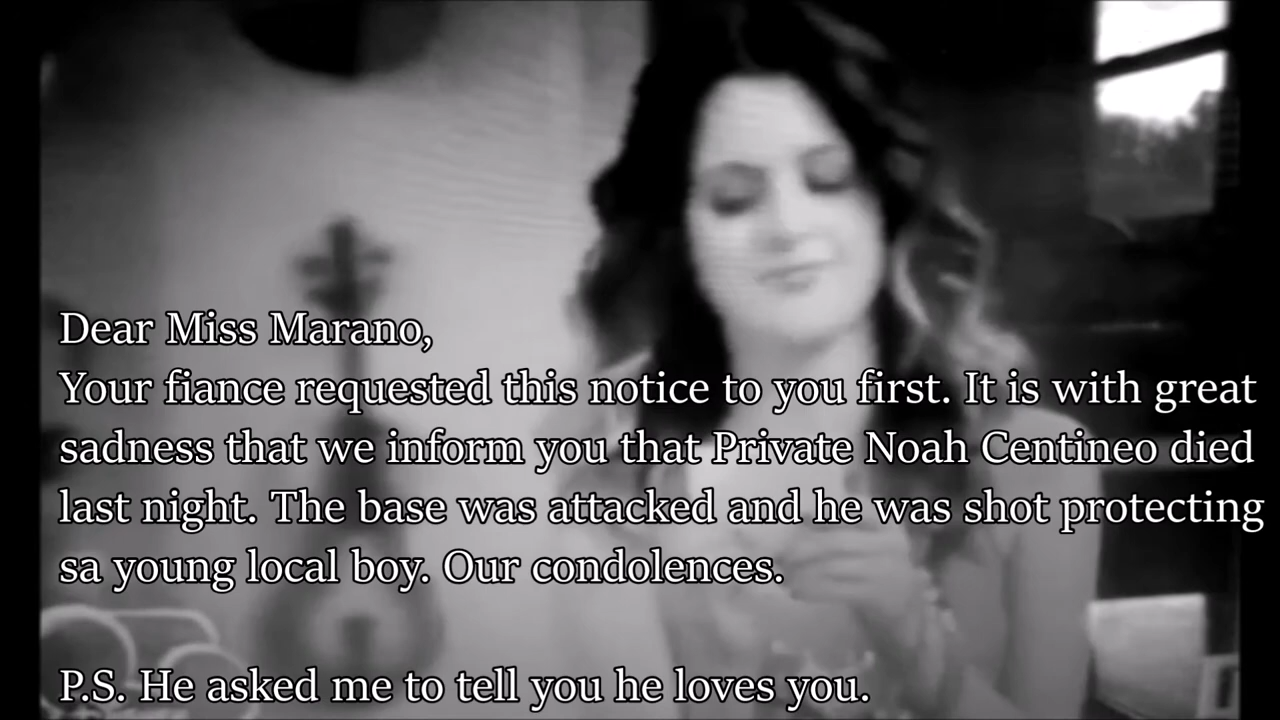 Dear Miss Marano,
Your fiance requested this notice to you first. It is with great
sadness that we inform you that Private Noah Centineo died
last night. The base was attacked and he was shot protecting
sa young local boy. Our condolences.
P.S. He asked me to tell you he loves you.